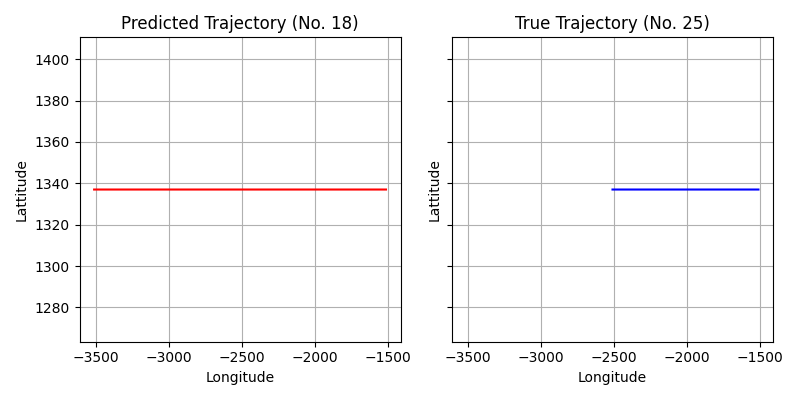 Predicted Trajectory (No. 18)
True Trajectory (No. 25)
1400
1380
1360
1340
1320
1300
1280
Lattitude
Lattitude
−3500 −3000 −2500 −2000 −1500
−3500 −3000 −2500 −2000 −1500
Longitude
Longitude